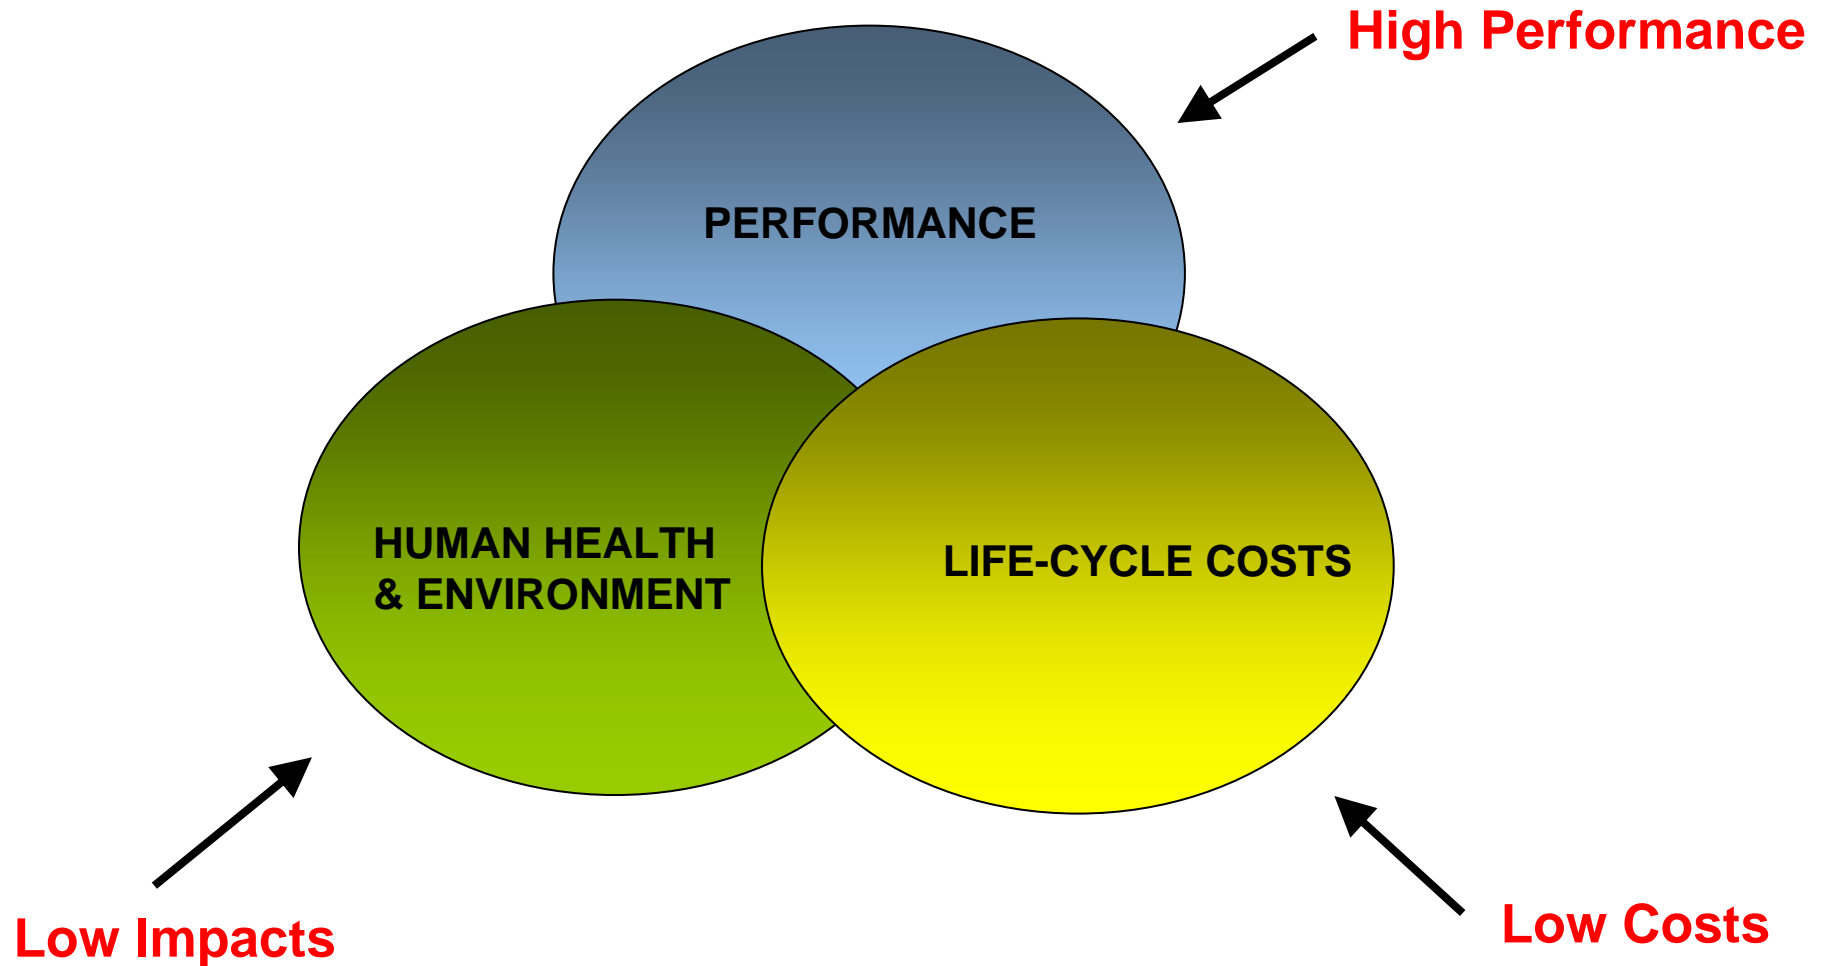 High Performance
PERFORMANCE
HUMAN HEALTH
& ENVIRONMENT
LIFE-CYCLE COSTS
Low Impacts
Low Costs